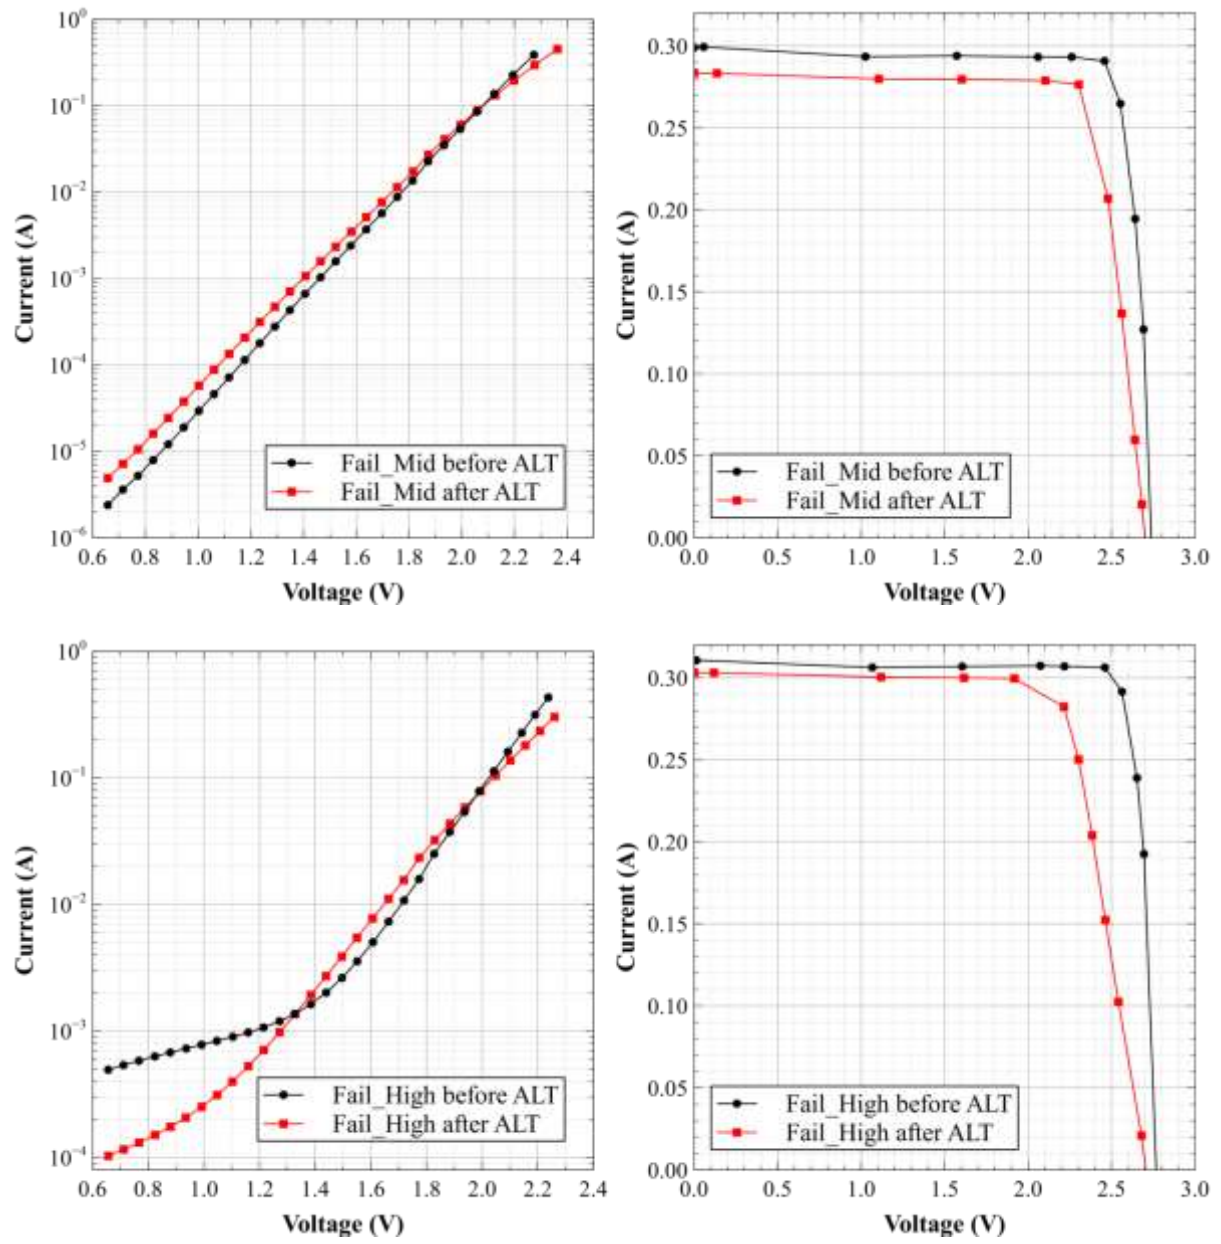 10⁰
10⁻¹
10⁻²
10⁻³
10⁻⁴
10⁻⁵
10⁻⁶
Current (A)
0.6 0.8 1.0 1.2 1.4 1.6 1.8 2.0 2.2 2.4
Voltage (V)
Fail_Mid before ALT
Fail_Mid after ALT
0.30
0.25
0.20
0.15
0.10
0.05
0.00
Current (A)
0.0 0.5 1.0 1.5 2.0 2.5 3.0
Voltage (V)
Fail_Mid before ALT
Fail_Mid after ALT
10⁰
10⁻¹
10⁻²
10⁻³
10⁻⁴
Current (A)
0.6 0.8 1.0 1.2 1.4 1.6 1.8 2.0 2.2 2.4
Voltage (V)
Fail_High before ALT
Fail_High after ALT
0.30
0.25
0.20
0.15
0.10
0.05
0.00
Current (A)
0.0 0.5 1.0 1.5 2.0 2.5 3.0
Voltage (V)
Fail_High before ALT
Fail_High after ALT